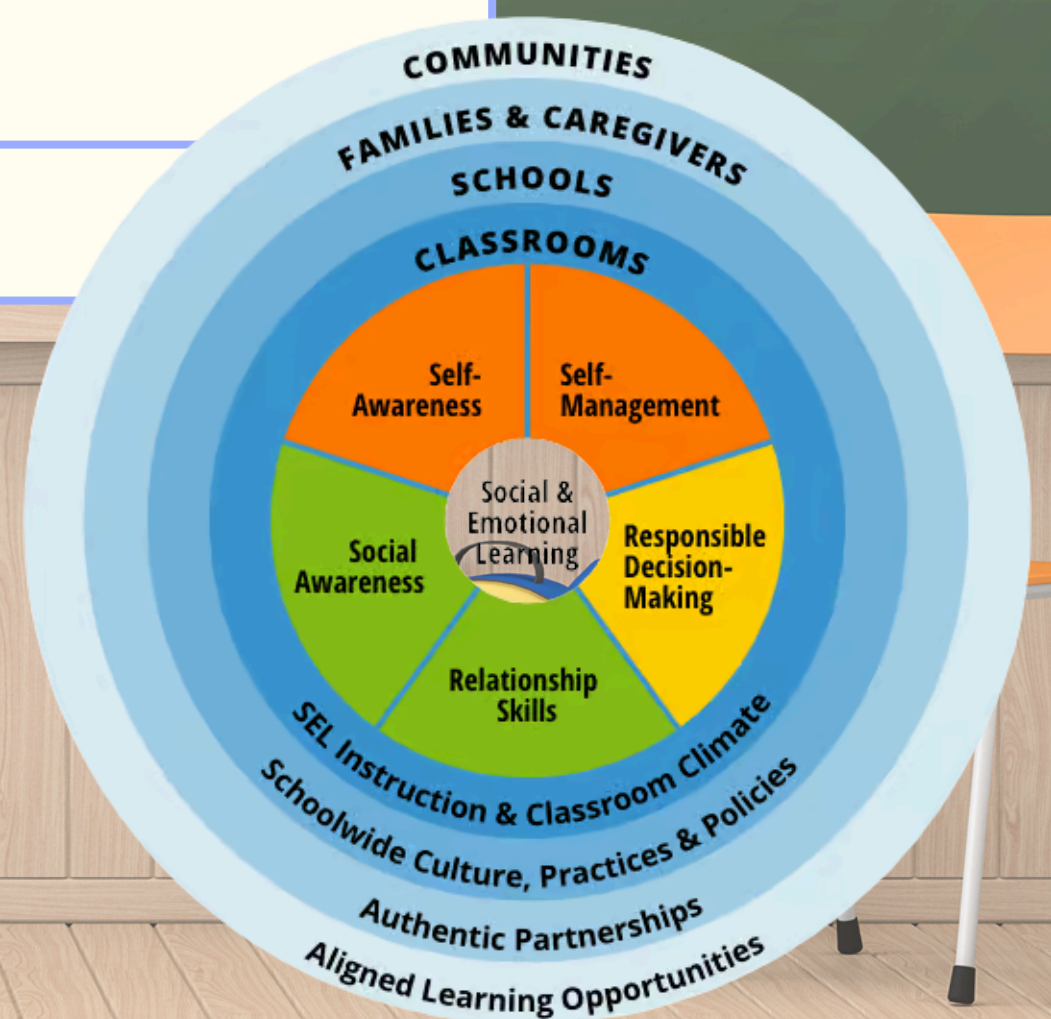 COMMUNITIES
FAMILIES & CAREGIVERS
SCHOOLS
CLASSROOMS
Self-
Awareness
Self-
Management
Social &
Emotional
Learning
Social
Awareness
Responsible
Decision-
Making
Relationship
Skills
SEL Instruction & Classroom Climate
Schoolwide Culture, Practices & Policies
Authentic Partnerships
Aligned Learning Opportunities